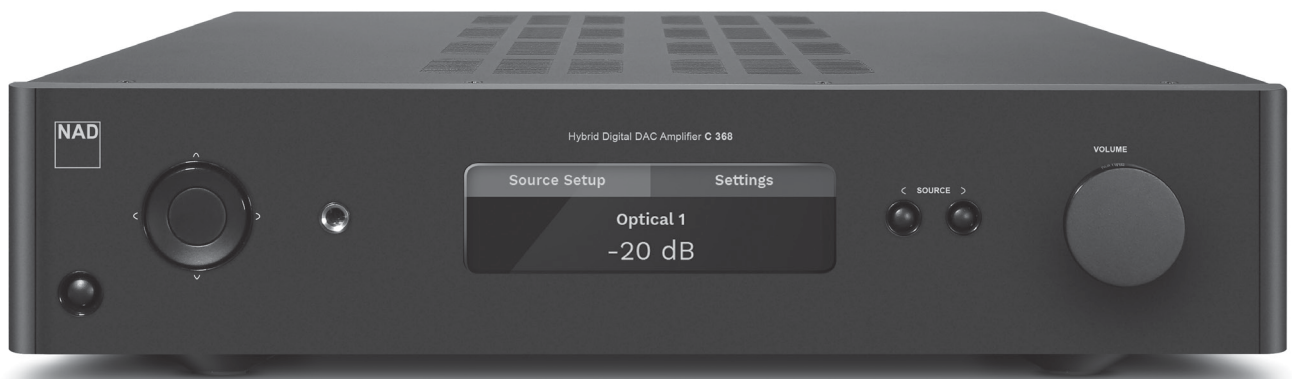 NAD
Hybrid Digital DAC Amplifier C 368
VOLUME
Source Setup Settings
< SOURCE >
Optical 1
-20 dB